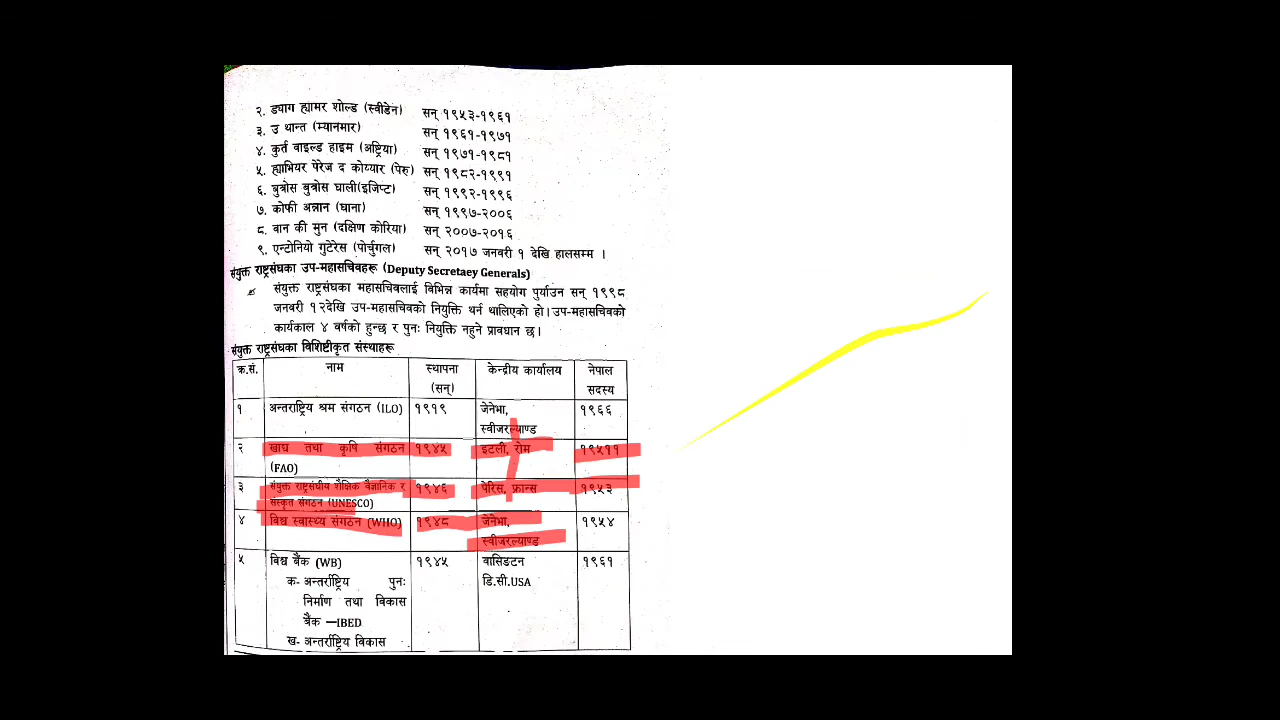 २. ड्याग ह्यामर शोल्ड (स्वीडेन) सन् १९५३-१९६१
३. उ थान्त (म्यानमार) सन् १९६१-१९७१
४. कुर्त वाइल्ड हाइम (अष्ट्रिया) सन् १९७१-१९८१
५. ह्याभियर पेरेज द कोय्यार (पेरु) सन् १९८२-१९९१
६. बुत्रोस बुत्रोस घाली(इजिप्ट) सन् १९९२-१९९६
७. कोफी अन्नान (घाना) सन् १९९७-२००६
८. वान की मुन (दक्षिण कोरिया) सन् २००७-२०१६
९. एन्टोनियो गुटेरेस (पोर्चुगल) सन् २०१७ जनवरी १ देखि हालसम्म ।
संयुक्त राष्ट्रसंघका उप-महासचिवहरू (Deputy Secretaey Generals)
संयुक्त राष्ट्रसंघका महासचिवलाई विभिन्न कार्यमा सहयोग पुर्याउन सन् १९९८
जनवरी १२देखि उप-महासचिवको नियुक्ति थर्न थालिएको हो। उप-महासचिवको
कार्यकाल ४ वर्षको हुन्छ र पुनः नियुक्ति नहुने प्रावधान छ।
संयुक्त राष्ट्रसंघका विशिष्टीकृत संस्थाहरू
क्र.सं. नाम स्थापना केन्द्रीय कार्यालय नेपाल
(सन्) सदस्य
१ अन्तराष्ट्रिय श्रम संगठन (ILO) १९१९ जेनेभा, १९६६
स्वीजरल्याण्ड
२ खाद्य तथा कृषि संगठन १९४५ इटली, रोम १९५११
(FAO)
३ संयुक्त राष्ट्रसंघीय शैक्षिक वैज्ञानिक र १९४६ पेरिस, फ्रान्स १९५३
संस्कृत संगठन (UNESCO)
४ विश्व स्वास्थ्य संगठन (WHO) १९४८ जेनेभा, १९५४
स्वीजरल्याण्ड
५ विश्व बैंक (WB) १९४५ वासिङटन १९६१
क- अन्तर्राष्ट्रिय पुनः डि.सी.USA
निर्माण तथा विकास
बैंक —IBED
ख- अन्तर्राष्ट्रिय विकास